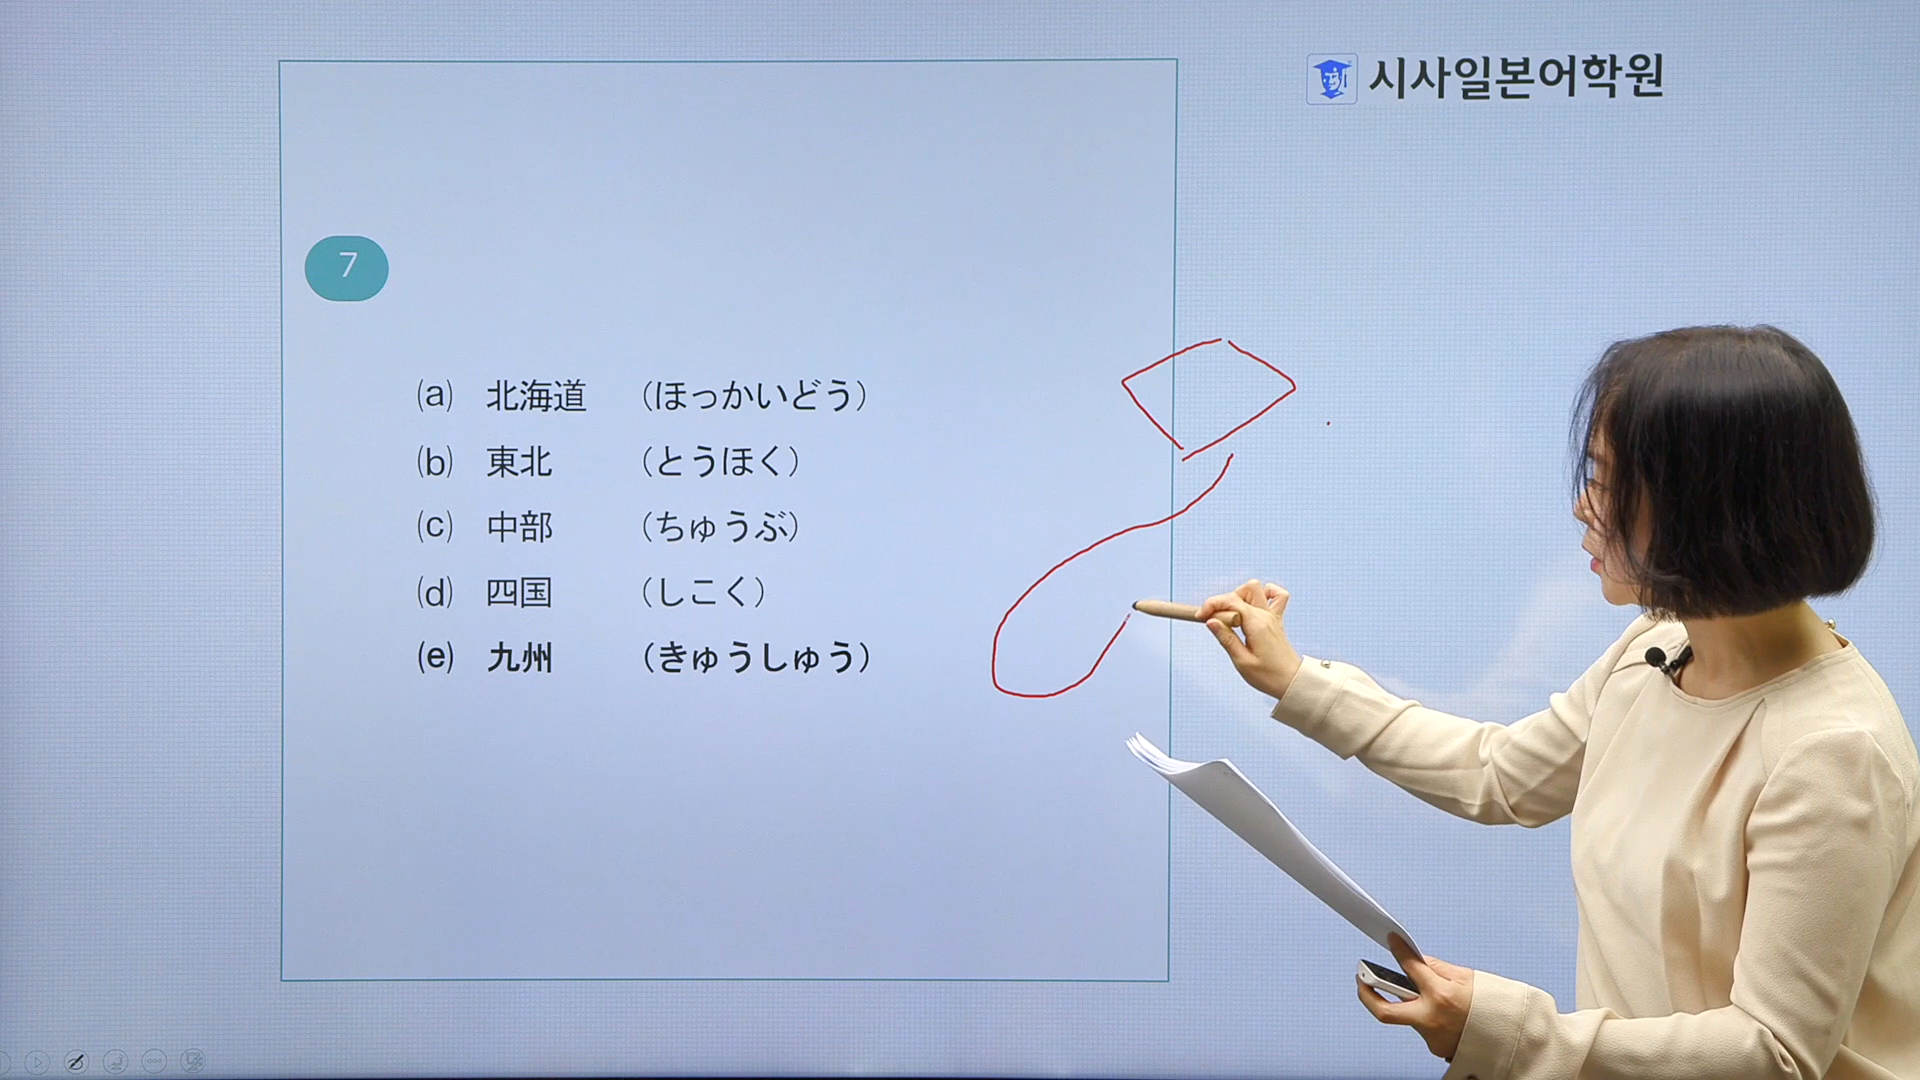 시사일본어학원
7
(a) 北海道 (ほっかいどう)
(b) 東北 (とうほく)
(c) 中部 (ちゅうぶ)
(d) 四国 (しこく)
(e) 九州 (きゅうしゅう)